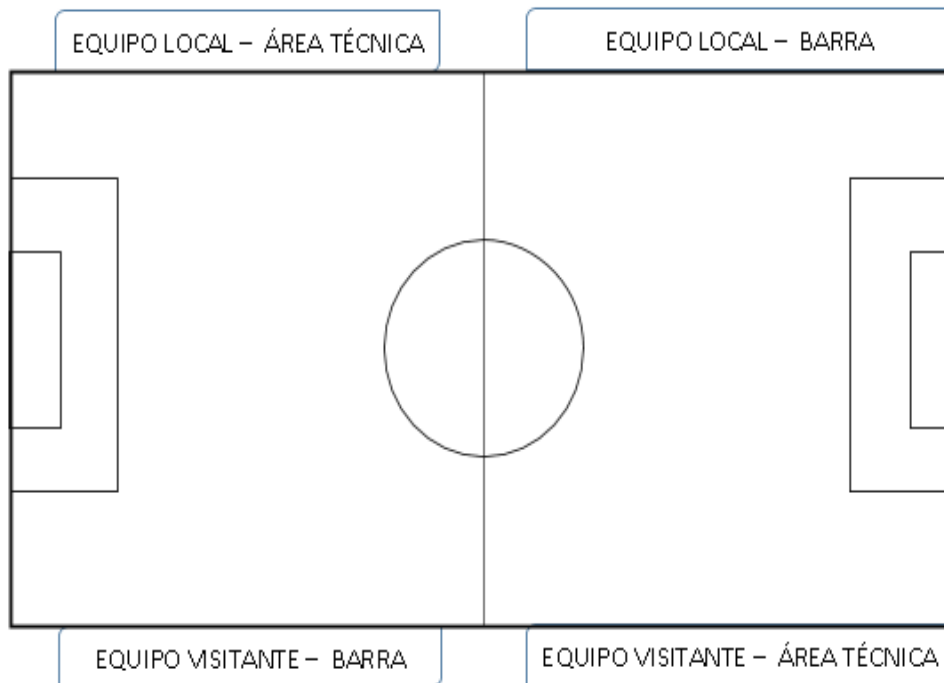 EQUIPO LOCAL – ÁREA TÉCNICA
EQUIPO LOCAL – BARRA
EQUIPO VISITANTE – BARRA
EQUIPO VISITANTE – ÁREA TÉCNICA